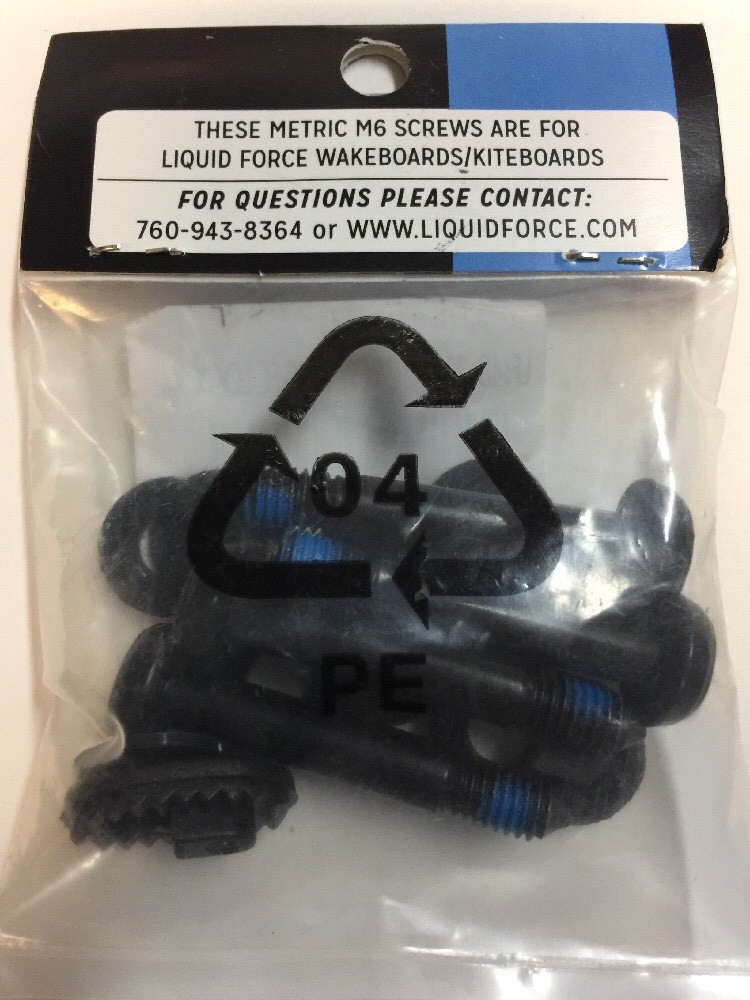 THESE METRIC M6 SCREWS ARE FOR
LIQUID FORCE WAKEBOARDS/KITEBOARDS
FOR QUESTIONS PLEASE CONTACT:
760-943-8364 or WWW.LIQUIDFORCE.COM
04
PE